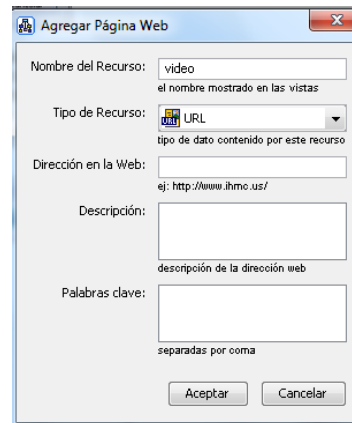 Agregar Página Web
Nombre del Recurso: video
el nombre mostrado en las vistas
Tipo de Recurso: URL URL
tipo de dato contenido por este recurso
Dirección en la Web:
ej: http://www.ihmc.us/
Descripción:
descripción de la dirección web
Palabras clave:
separadas por coma
Aceptar Cancelar